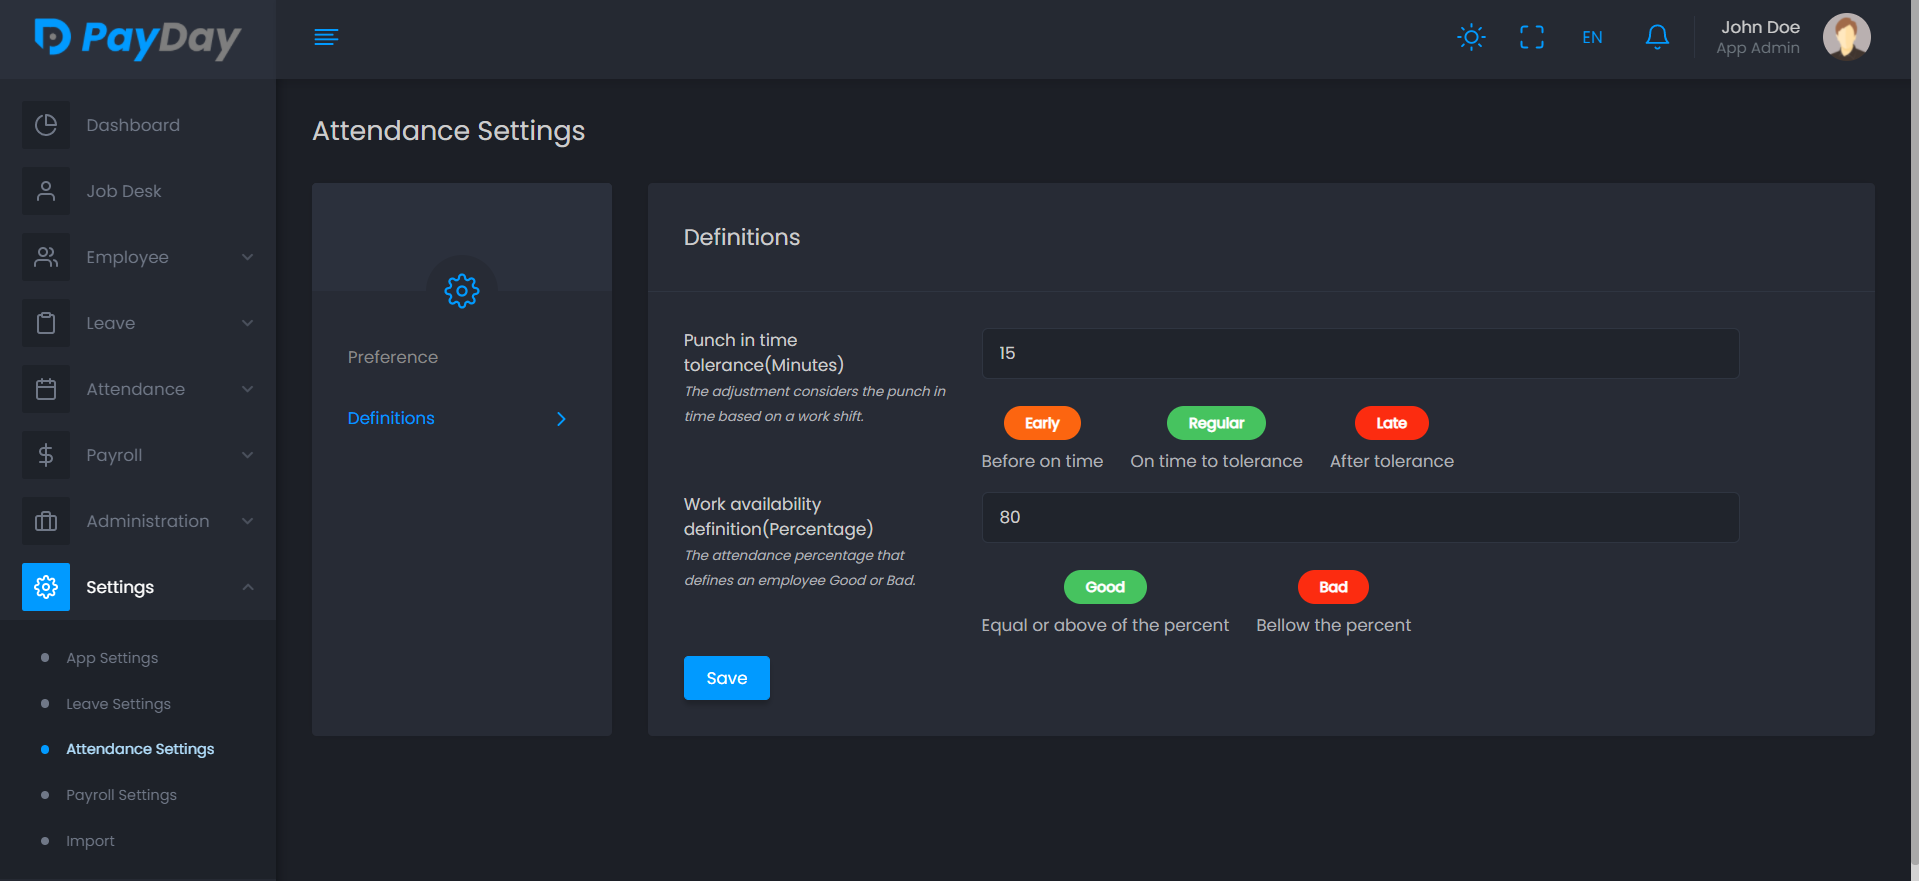 PayDay
EN
John Doe
App Admin
Dashboard
Job Desk
Employee
Leave
Attendance
Payroll
Administration
Settings
App Settings
Leave Settings
Attendance Settings
Payroll Settings
Import
Attendance Settings
Preference
Definitions
Definitions
Punch in time
tolerance(Minutes)
The adjustment considers the punch in
time based on a work shift.
15
Early
Regular
Late
Before on time
On time to tolerance
After tolerance
Work availability
definition(Percentage)
The attendance percentage that
defines an employee Good or Bad.
80
Good
Bad
Equal or above of the percent
Bellow the percent
Save